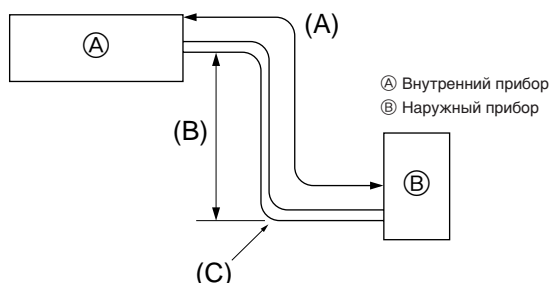 Ⓐ
(A)
Ⓐ Внутренний прибор
Ⓑ Наружный прибор
(B)
Ⓑ
(C)